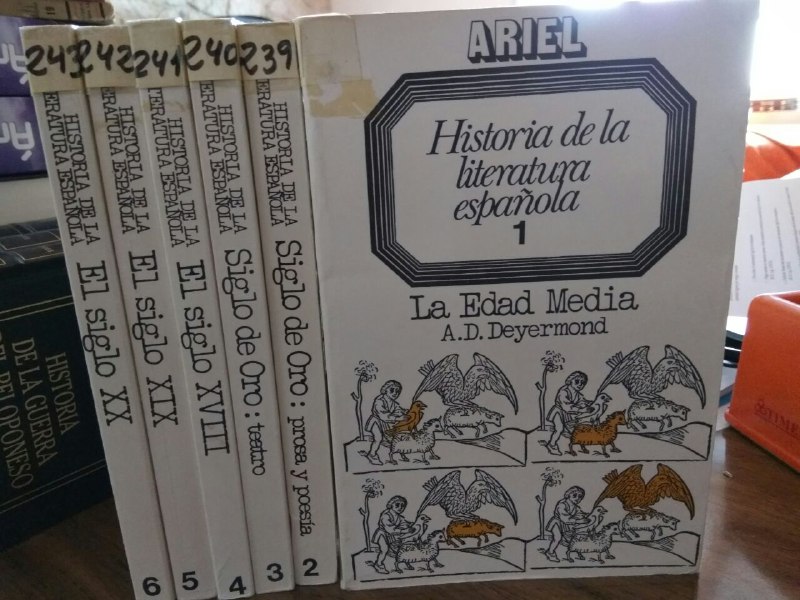 ARIEL
Historia de la
literatura
española
1
La Edad Media
A.D. Deyermond
239
HISTORIA DE LA
LITERATURA ESPAÑOLA
Siglo de Oro: prosa y poesía
2
240
HISTORIA DE LA
LITERATURA ESPAÑOLA
Siglo de Oro: teatro
3
241
HISTORIA DE LA
LITERATURA ESPAÑOLA
El siglo XVIII
4
242
HISTORIA DE LA
LITERATURA ESPAÑOLA
El siglo XIX
5
243
HISTORIA DE LA
LITERATURA ESPAÑOLA
El siglo XX
6
HISTORIA
DE LA GUERRA
DEL PELOPONESO